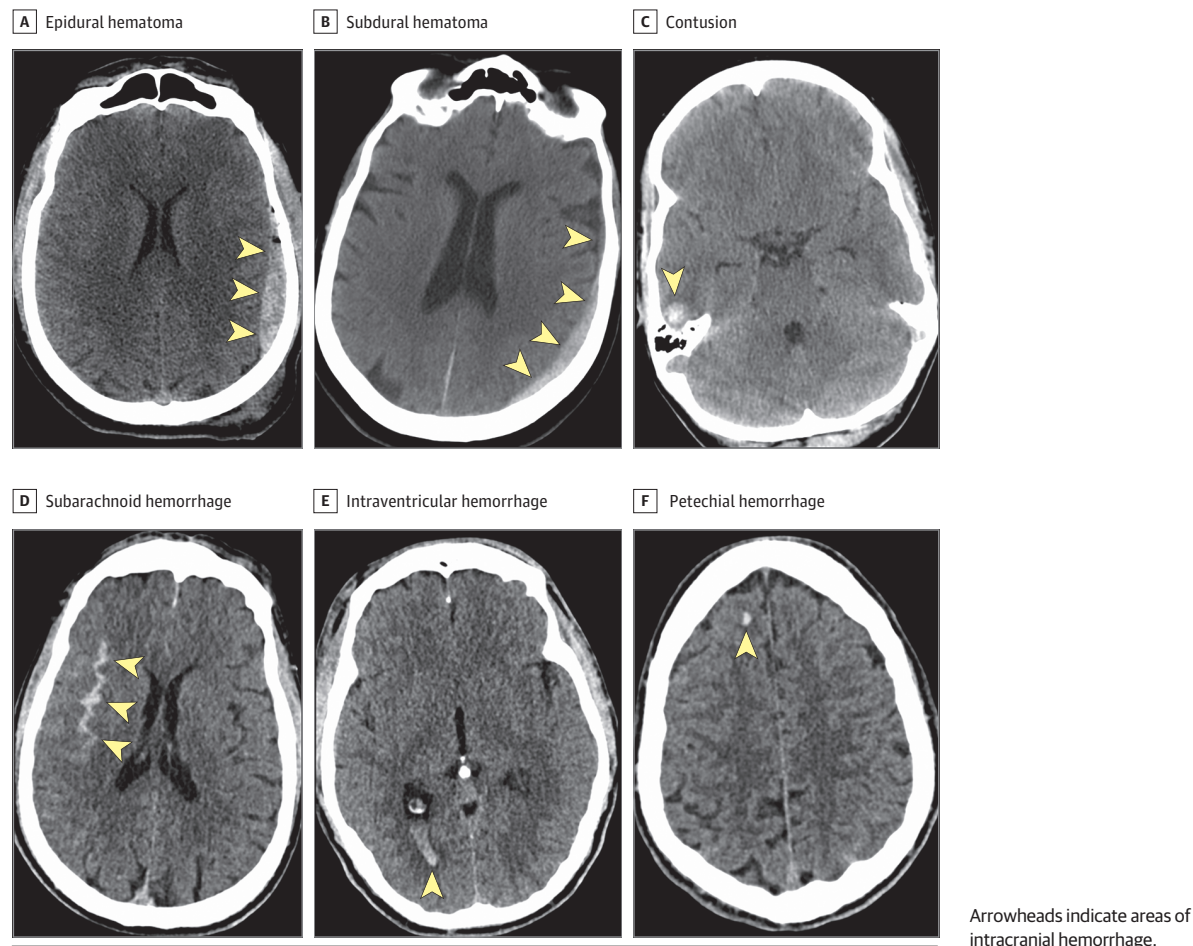 A Epidural hematoma
B Subdural hematoma
C Contusion
D Subarachnoid hemorrhage
E Intraventricular hemorrhage
F Petechial hemorrhage
Arrowheads indicate areas of
intracranial hemorrhage.